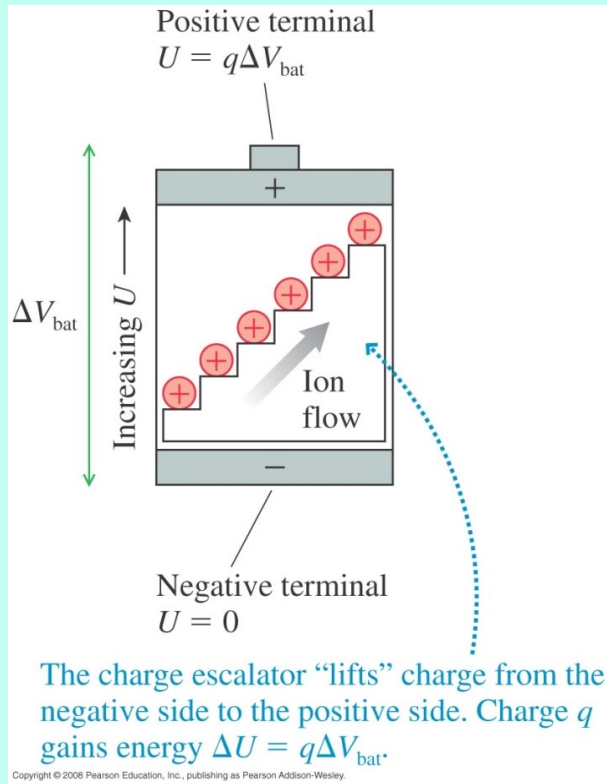 Positive terminal
U = qΔV_bat
+
ΔV_bat
Increasing U →
+
+
+
+
+
+
Ion
flow
−
Negative terminal
U = 0
The charge escalator “lifts” charge from the
negative side to the positive side. Charge q
gains energy ΔU = qΔV_bat.
Copyright © 2008 Pearson Education, Inc., publishing as Pearson Addison-Wesley.